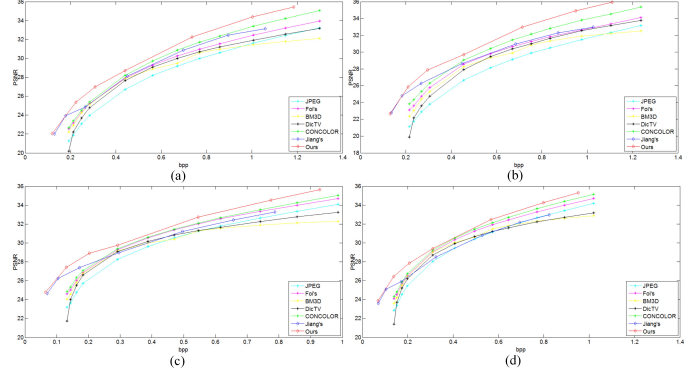 36
34
32
30
28
26
24
22
20
PSNR
0
0.2
0.4
0.6
0.8
1
1.2
1.4
bpp
JPEG
Foi's
BM3D
DicTV
CONCOLOR
Jiang's
Ours
(a)
36
34
32
30
28
26
24
22
20
18
PSNR
0
0.2
0.4
0.6
0.8
1
1.2
1.4
bpp
JPEG
Foi's
BM3D
DicTV
CONCOLOR
Jiang's
Ours
(b)
36
34
32
30
28
26
24
22
20
PSNR
0
0.1
0.2
0.3
0.4
0.5
0.6
0.7
0.8
0.9
1
bpp
JPEG
Foi's
BM3D
DicTV
CONCOLOR
Jiang's
Ours
(c)
36
34
32
30
28
26
24
22
20
PSNR
0
0.2
0.4
0.6
0.8
1
1.2
1.4
bpp
JPEG
Foi's
BM3D
DicTV
CONCOLOR
Jiang's
Ours
(d)